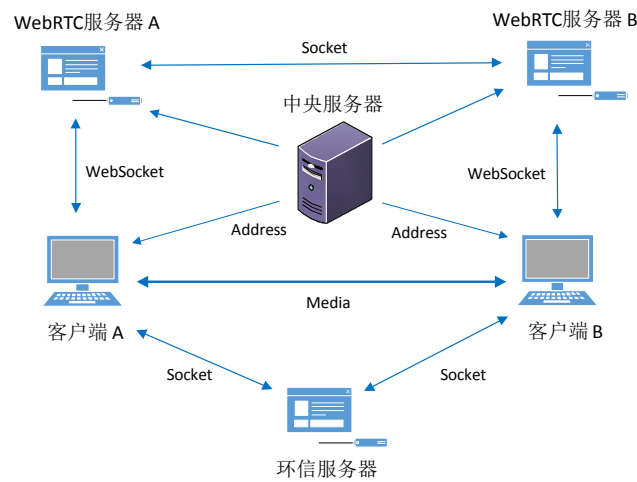 WebRTC服务器 A
WebRTC服务器 B
Socket
中央服务器
WebSocket
WebSocket
Address
Address
Media
客户端 A
客户端 B
Socket
Socket
环信服务器